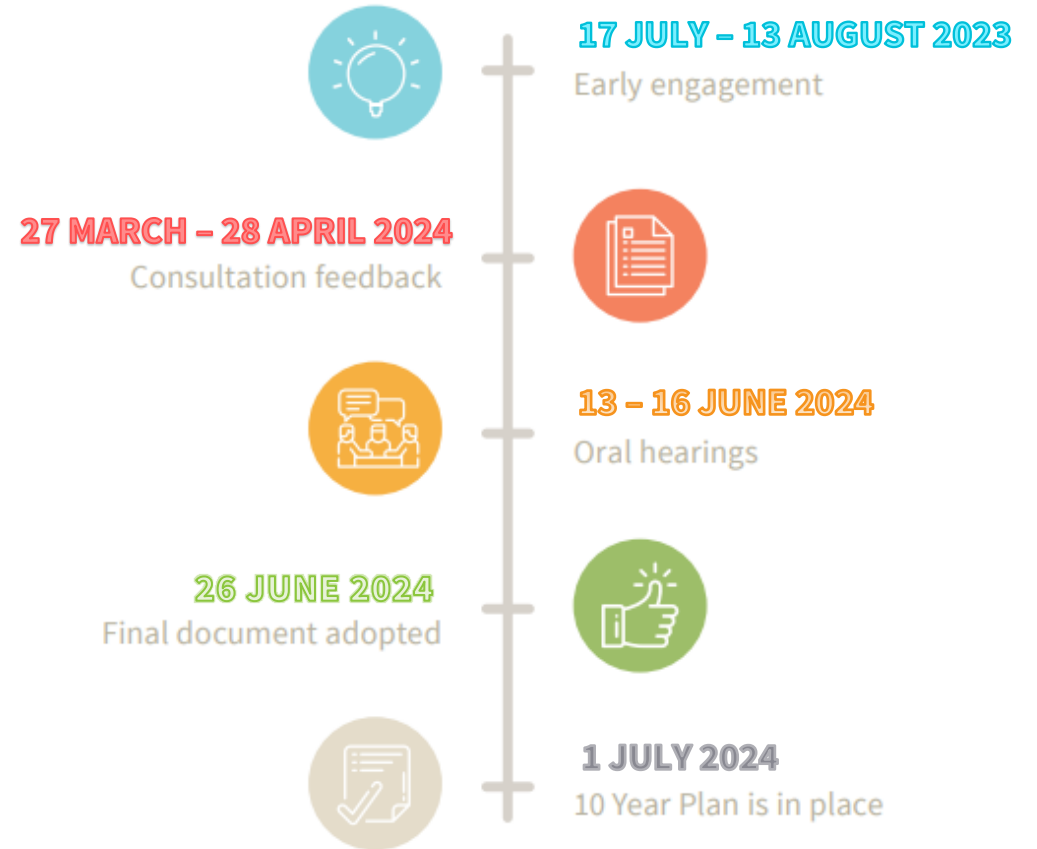 17 JULY – 13 AUGUST 2023
Early engagement
27 MARCH – 28 APRIL 2024
Consultation feedback
13 – 16 JUNE 2024
Oral hearings
26 JUNE 2024
Final document adopted
1 JULY 2024
10 Year Plan is in place